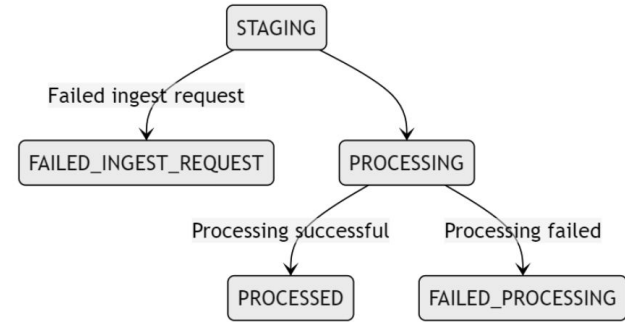 STAGING
Failed ingest request
FAILED_INGEST_REQUEST
PROCESSING
Processing successful
Processing failed
PROCESSED
FAILED_PROCESSING